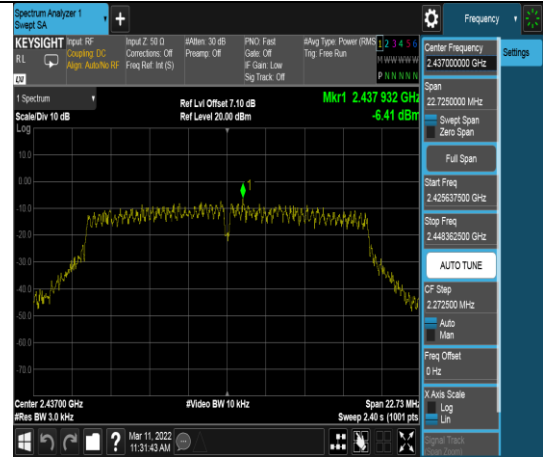 Spectrum Analyzer 1
Swept SA
+
Frequency
KEYSIGHT
RL
Input: RF
Coupling: DC
Align: Auto/No RF
Input Z: 50 Ω
Corrections: Off
Freq Ref: Int (S)
#Atten: 30 dB
Preamp: Off
PNO: Fast
Gate: Off
IF Gain: Low
Sig Track: Off
#Avg Type: Power (RMS
Trig: Free Run
1 2 3 4 5 6
M W W W W W
P N N N N N
LXI
1 Spectrum
Scale/Div 10 dB
Ref Lvl Offset 7.10 dB
Ref Level 20.00 dBm
Mkr1 2.437 932 GHz
-6.41 dBm
Log
10.0
0.00
-10.0
-20.0
-30.0
-40.0
-50.0
-60.0
-70.0
1
Center 2.43700 GHz
#Res BW 3.0 kHz
#Video BW 10 kHz
Span 22.73 MHz
Sweep 2.40 s (1001 pts)
?
Mar 11, 2022
11:31:43 AM
Center Frequency
2.437000000 GHz
Settings
Span
22.7250000 MHz
Swept Span
Zero Span
Full Span
Start Freq
2.425637500 GHz
Stop Freq
2.448362500 GHz
AUTO TUNE
CF Step
2.272500 MHz
Auto
Man
Freq Offset
0 Hz
X Axis Scale
Log
Lin
Signal Track
(Span Zoom)